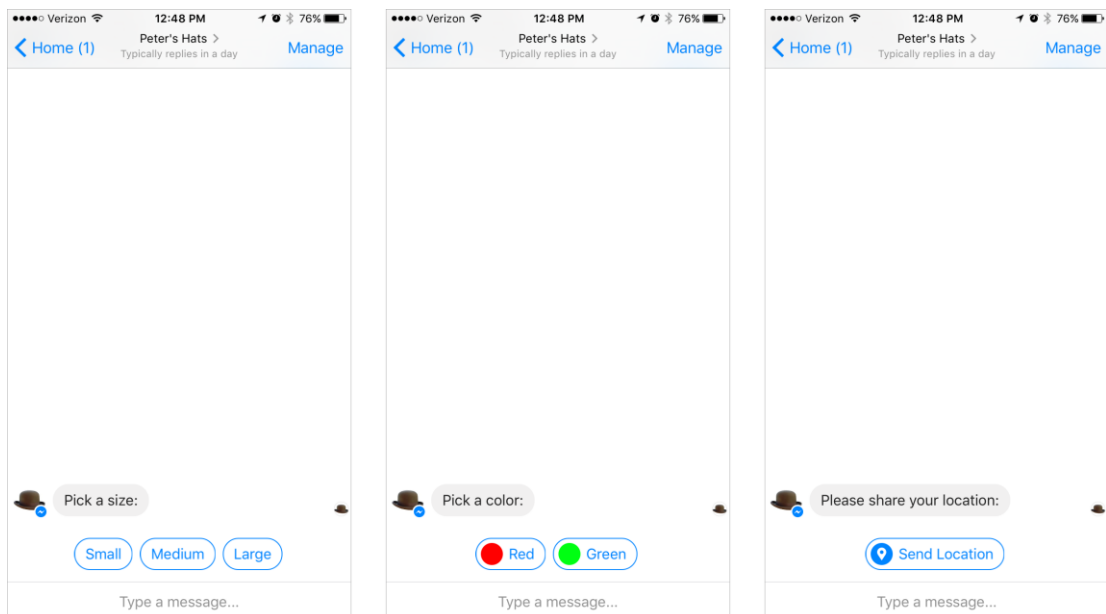 Verizon 12:48 PM 76%
Home (1) Peter's Hats Manage
Typically replies in a day
Pick a size:
Small Medium Large
Type a message...
Verizon 12:48 PM 76%
Home (1) Peter's Hats Manage
Typically replies in a day
Pick a color:
Red Green
Type a message...
Verizon 12:48 PM 76%
Home (1) Peter's Hats Manage
Typically replies in a day
Please share your location:
Send Location
Type a message...